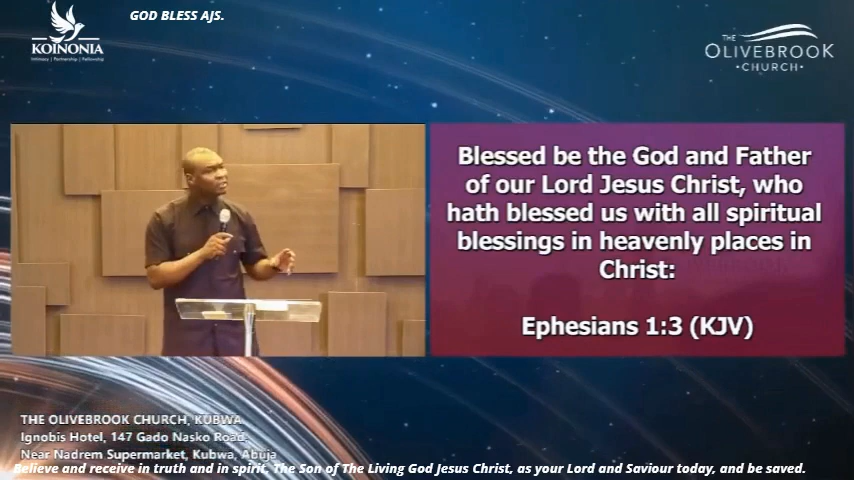 GOD BLESS AJS.
KOINONIA
Intimacy | Partnership | Fellowship
THE
OLIVEBROOK
•CHURCH•
Blessed be the God and Father
of our Lord Jesus Christ, who
hath blessed us with all spiritual
blessings in heavenly places in
Christ:
Ephesians 1:3 (KJV)
THE OLIVEBROOK CHURCH, KUBWA
Ignobis Hotel, 147 Gado Nasko Road,
Near Nadrem Supermarket, Kubwa, Abuja
Believe and receive in truth and in spirit, The Son of The Living God Jesus Christ, as your Lord and Saviour today, and be saved.